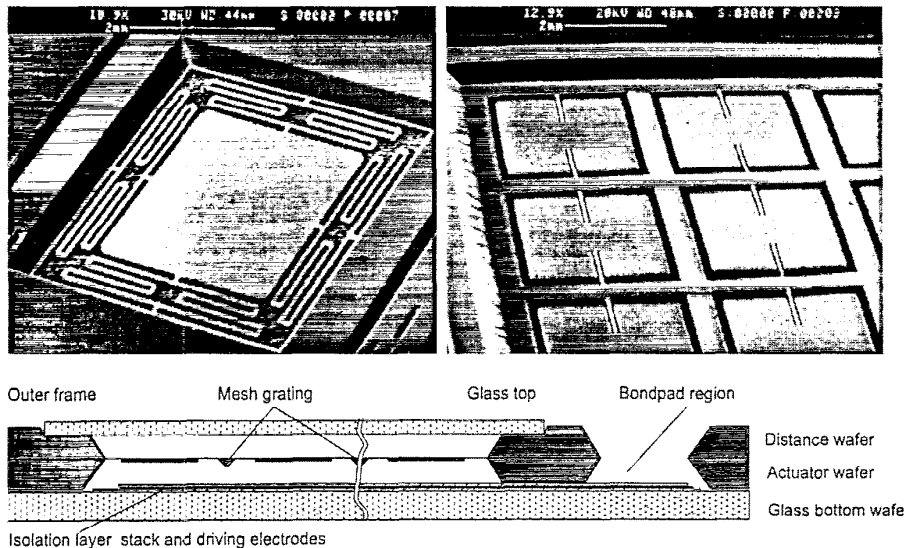 2mm
2mm
Outer frame
Mesh grating
Glass top
Bondpad region
Distance wafer
Actuator wafer
Glass bottom wafe
Isolation layer stack and driving electrodes